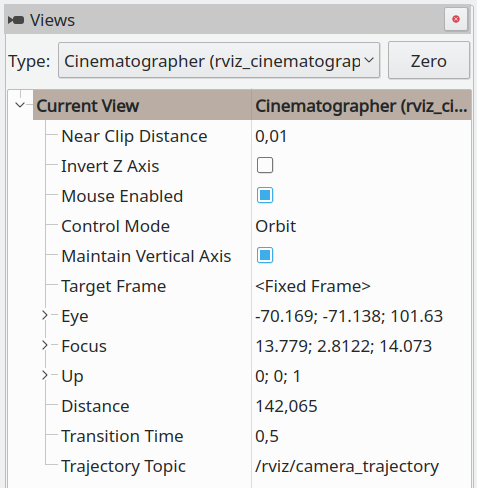 Views
Type: Cinematographer (rviz_cinematograp Zero
Current View Cinematographer (rviz_ci...
Near Clip Distance 0,01
Invert Z Axis
Mouse Enabled
Control Mode Orbit
Maintain Vertical Axis
Target Frame <Fixed Frame>
Eye -70.169; -71.138; 101.63
Focus 13.779; 2.8122; 14.073
Up 0; 0; 1
Distance 142,065
Transition Time 0,5
Trajectory Topic /rviz/camera_trajectory